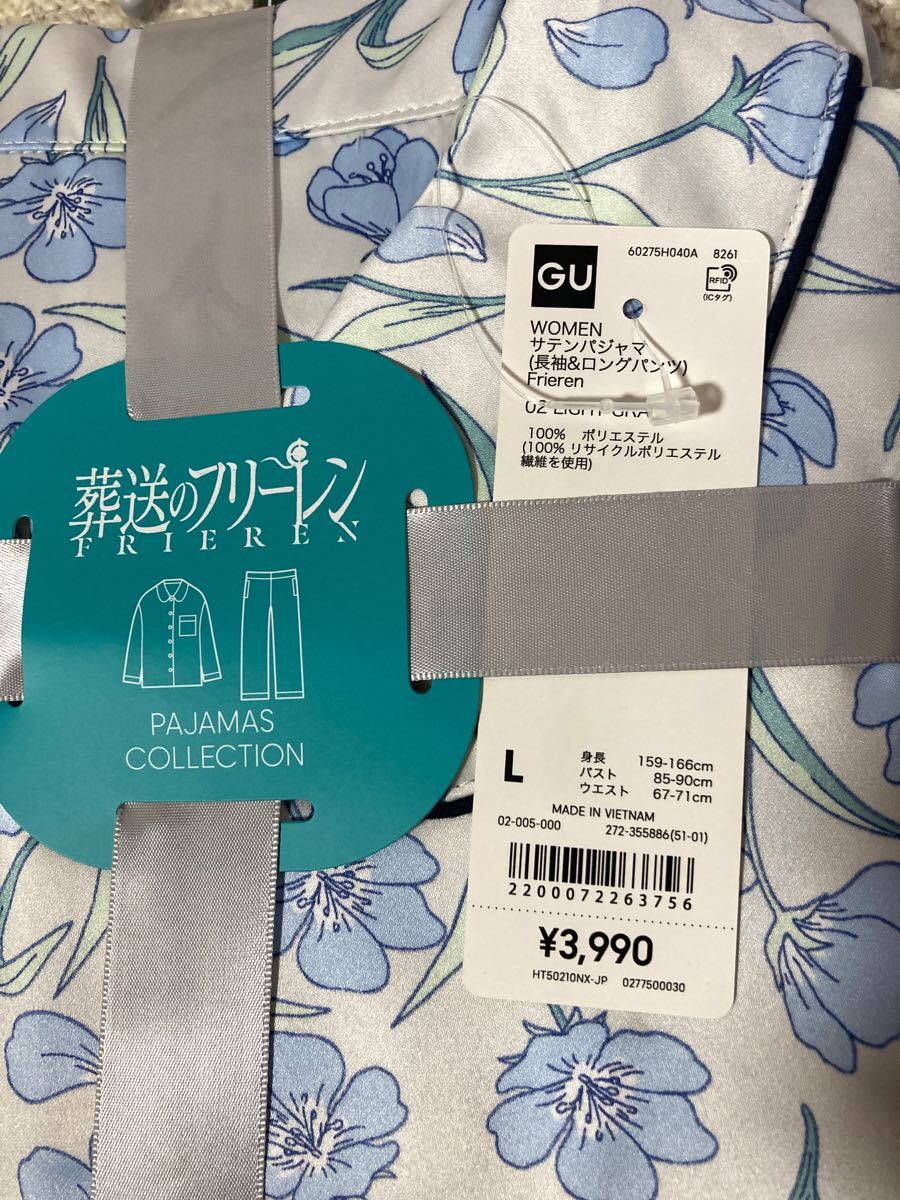 葬送のフリーレン
FRIEREN
PAJAMAS
COLLECTION
GU
60275H040A 8261
RFID
(ICタグ)
WOMEN
サテンパジャマ
(長袖&ロングパンツ)
Frieren
02 LIGHT GRA
100% ポリエステル
(100% リサイクルポリエステル
繊維を使用)
L
身長 159-166cm
バスト 85-90cm
ウエスト 67-71cm
MADE IN VIETNAM
02-005-000 272-355886(51-01)
2200072263756
¥3,990
HT50210NX-JP 0277500030